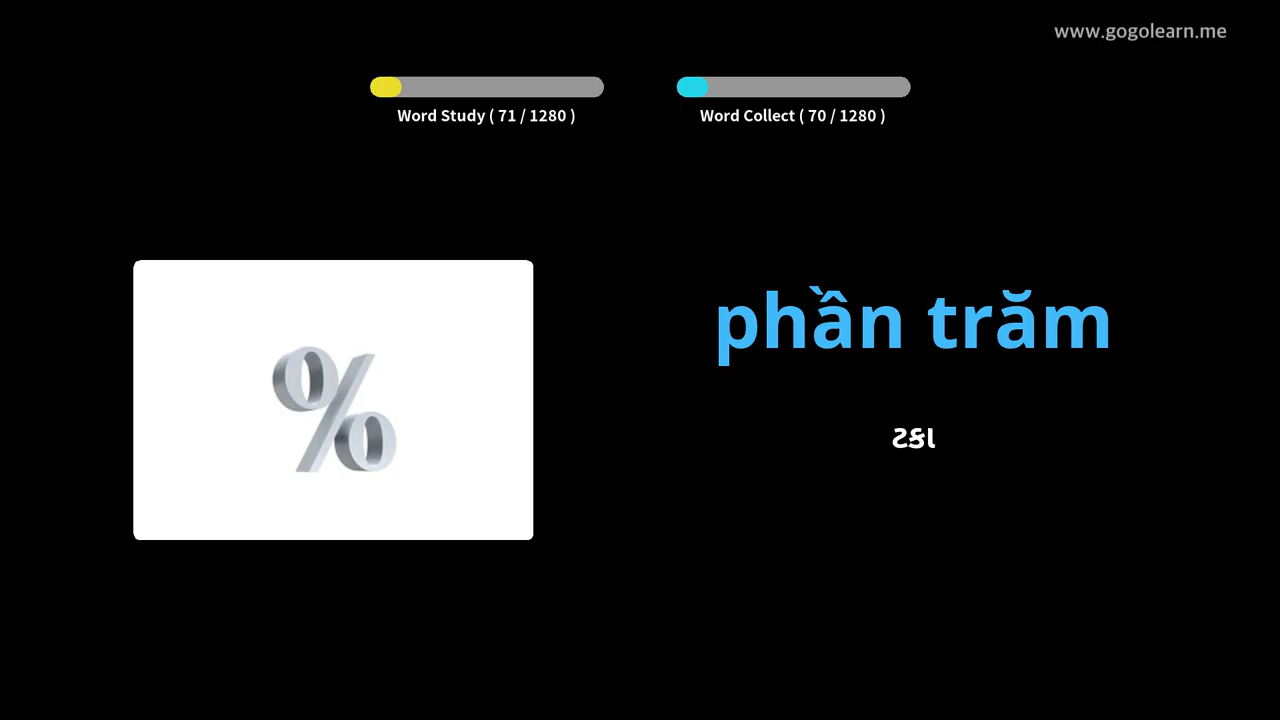 www.gogolearn.me
Word Study ( 71 / 1280 )
Word Collect ( 70 / 1280 )
%
phần trăm
ટકા